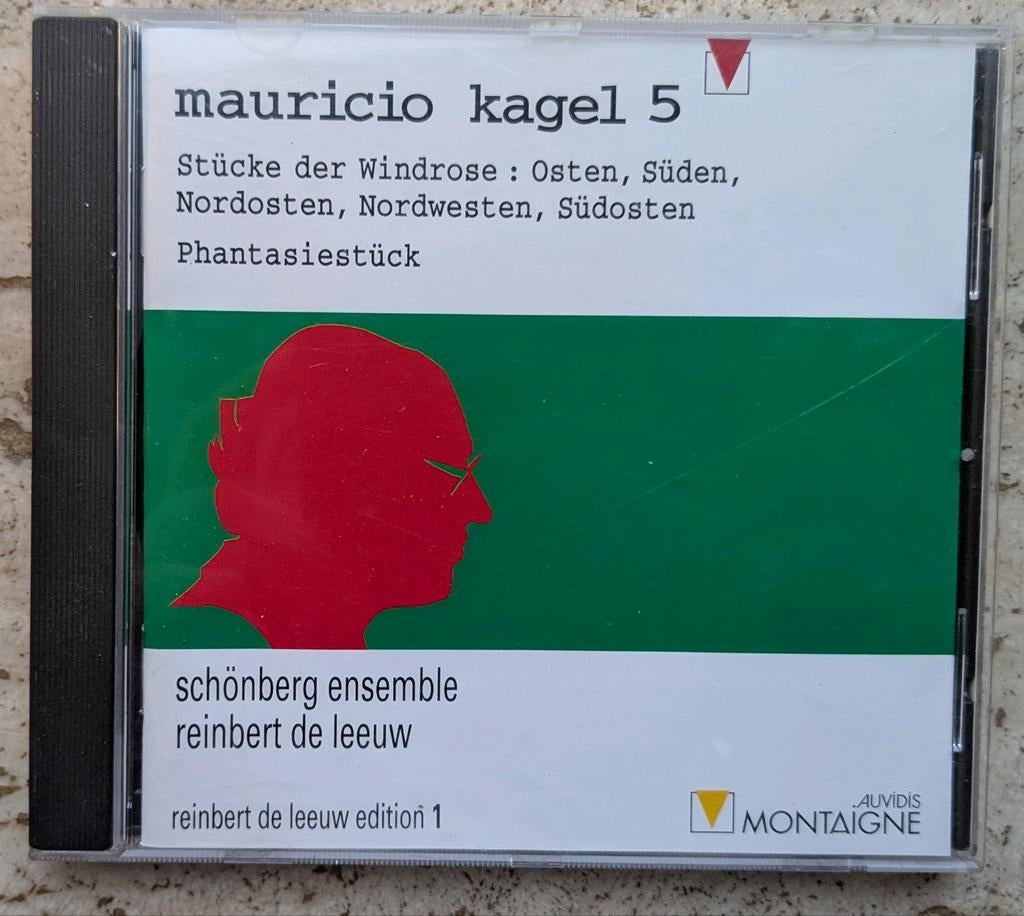 mauricio kagel 5
Stücke der Windrose : Osten, Süden,
Nordosten, Nordwesten, Südosten
Phantasiestück
schönberg ensemble
reinbert de leeuw
reinbert de leeuw edition 1
AUVIDIS
MONTAIGNE